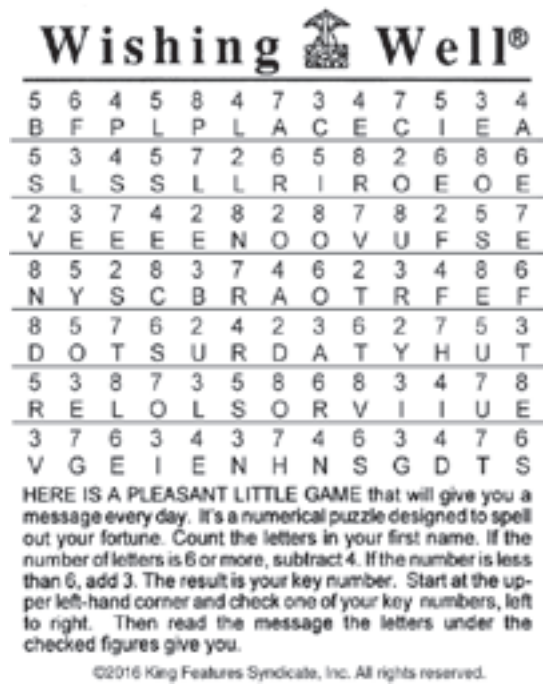 Wishing Well®
5 6 4 5 8 4 7 3 4 7 5 3 4
B F P L P L A C E C I E A
5 3 4 5 7 2 6 5 8 2 6 8 6
S L S S L L R I R O E O E
2 3 7 4 2 8 2 8 7 8 2 5 7
V E E E E N O O V U F S E
8 5 2 8 3 7 4 6 2 3 4 8 6
N Y S C B R A O T R F E F
8 5 7 6 2 4 2 3 6 2 7 5 3
D O T S U R D A T Y H U T
5 3 8 7 3 5 8 6 8 3 4 7 8
R E L O L S O R V I I U E
3 7 6 3 4 3 7 4 6 3 4 7 6
V G E I E N H N S G D T S
HERE IS A PLEASANT LITTLE GAME that will give you a
message every day. It's a numerical puzzle designed to spell
out your fortune. Count the letters in your first name. If the
number of letters is 6 or more, subtract 4. If the number is less
than 6, add 3. The result is your key number. Start at the up-
per left-hand corner and check one of your key numbers, left
to right. Then read the message the letters under the
checked figures give you.
©2016 King Features Syndicate, Inc. All rights reserved.